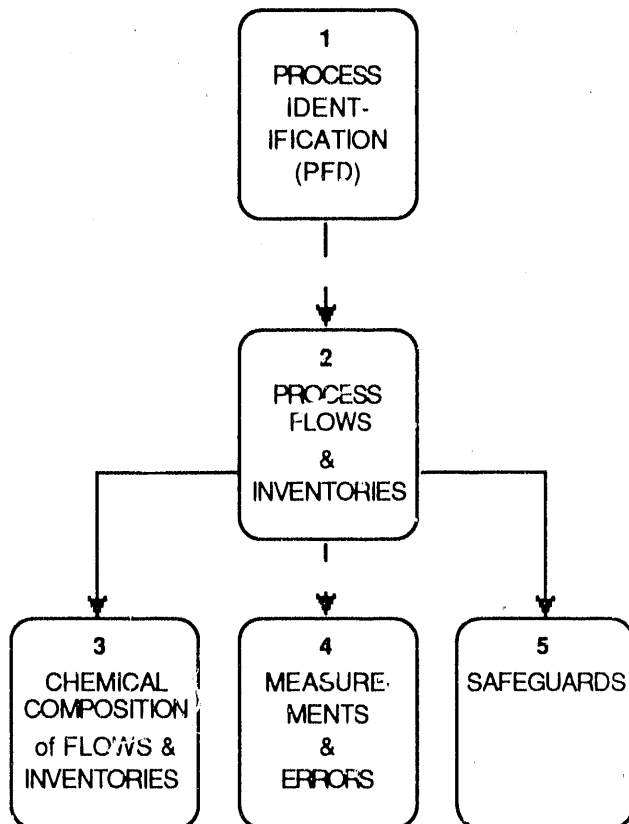 1
PROCESS
IDENT-
IFICATION
(PFD)
2
PROCESS
FLOWS
&
INVENTORIES
3
CHEMICAL
COMPOSITION
of FLOWS &
INVENTORIES
4
MEASURE-
MENTS
&
ERRORS
5
SAFEGUARDS